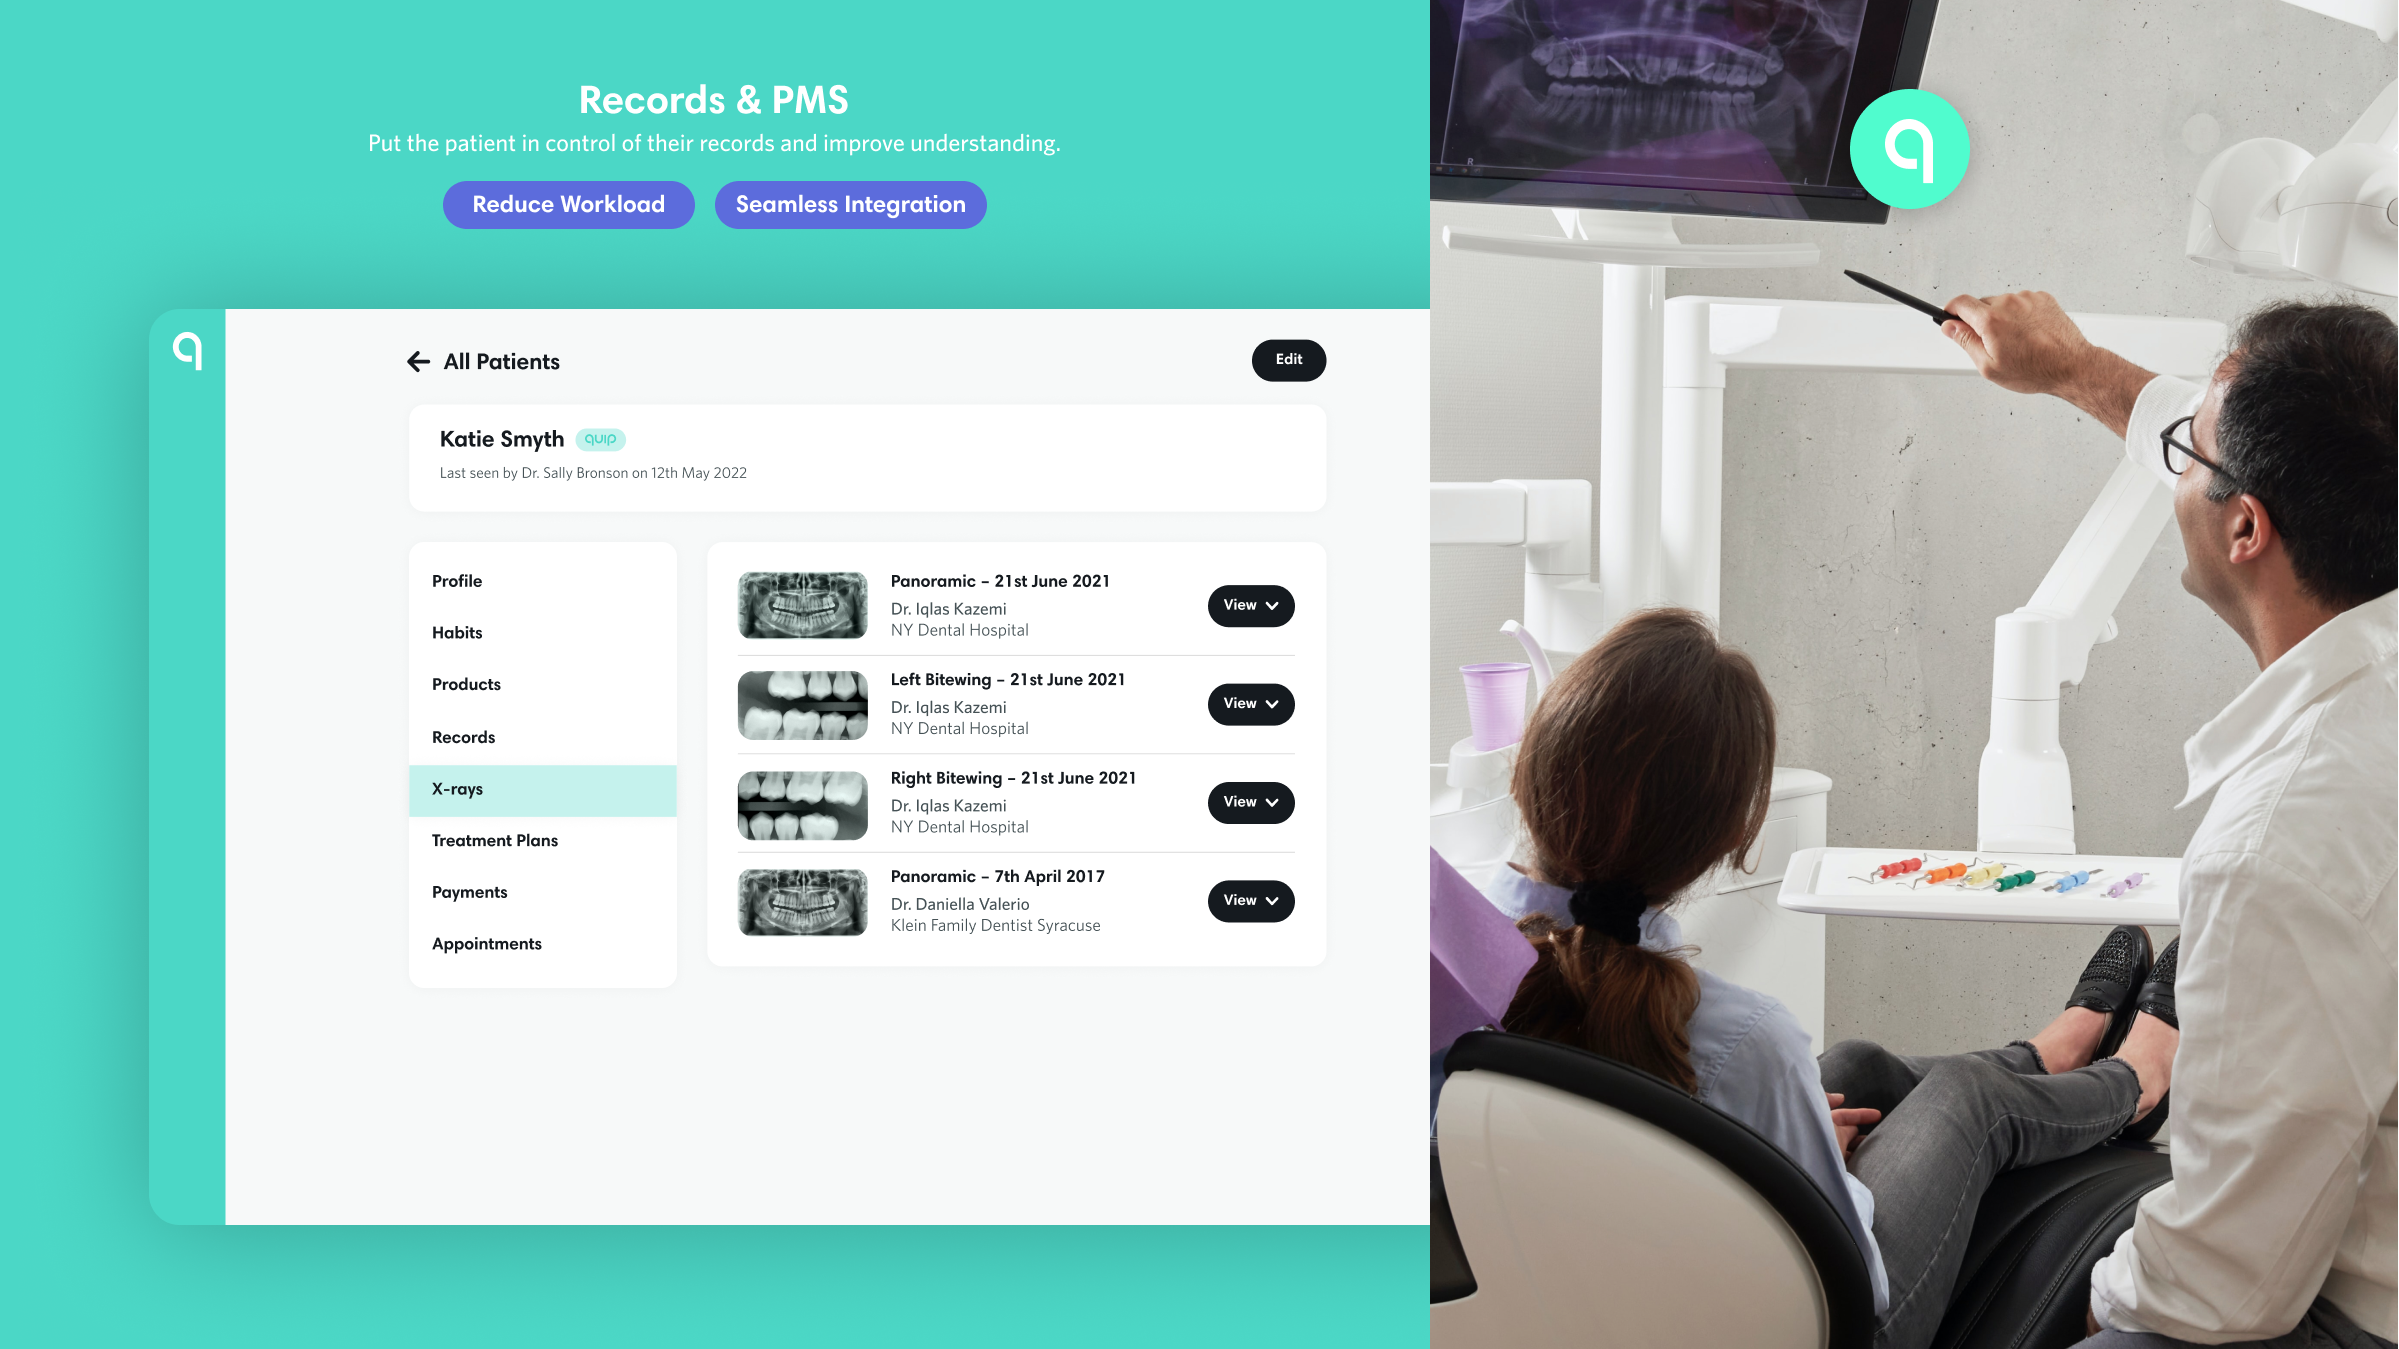 Records & PMS
Put the patient in control of their records and improve understanding.
Reduce Workload
Seamless Integration
All Patients
Edit
Katie Smyth
quip
Last seen by Dr. Sally Bronson on 12th May 2022
Profile
Habits
Products
Records
X-rays
Treatment Plans
Payments
Appointments
Panoramic – 21st June 2021
Dr. Iqlas Kazemi
NY Dental Hospital
View
Left Bitewing – 21st June 2021
Dr. Iqlas Kazemi
NY Dental Hospital
View
Right Bitewing – 21st June 2021
Dr. Iqlas Kazemi
NY Dental Hospital
View
Panoramic – 7th April 2017
Dr. Daniella Valerio
Klein Family Dentist Syracuse
View
R
L